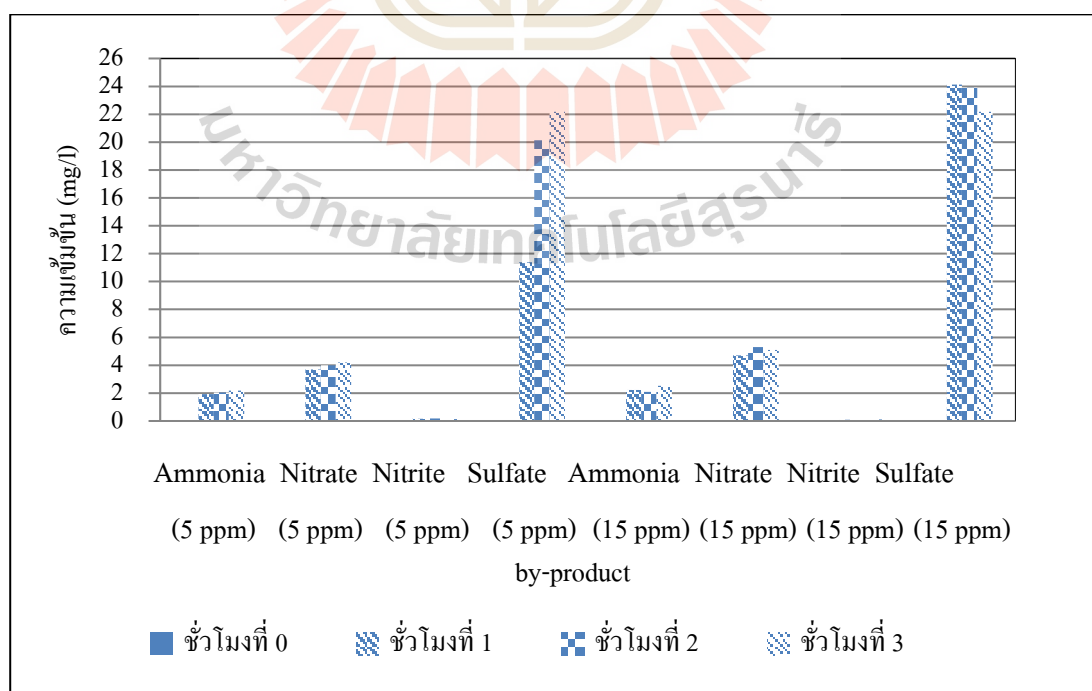 26
24
22
20
18
16
14
12
10
8
6
4
2
0
ความเข้มข้น (mg/l)
มหาวิทยาลัยเทคโนโลยีสุรนารี
Ammonia Nitrate Nitrite Sulfate Ammonia Nitrate Nitrite Sulfate
(5 ppm) (5 ppm) (5 ppm) (5 ppm) (15 ppm) (15 ppm) (15 ppm) (15 ppm)
by-product
ชั่วโมงที่ 0 ชั่วโมงที่ 1 ชั่วโมงที่ 2 ชั่วโมงที่ 3